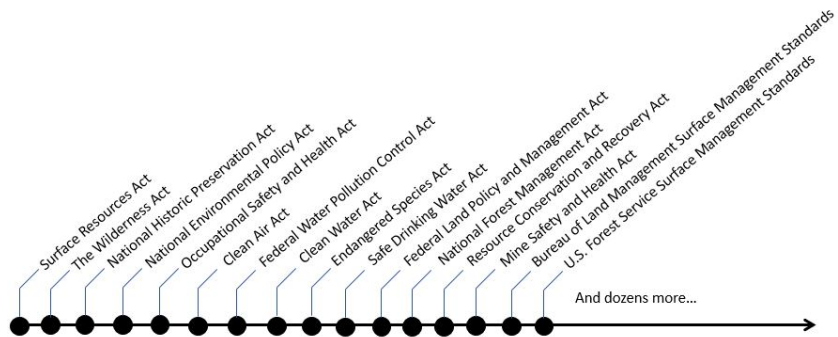 Surface Resources Act
The Wilderness Act
National Historic Preservation Act
National Environmental Policy Act
Occupational Safety and Health Act
Clean Air Act
Federal Water Pollution Control Act
Clean Water Act
Endangered Species Act
Safe Drinking Water Act
Federal Land Policy and Management Act
National Forest Management Act
Resource Conservation and Recovery Act
Mine Safety and Health Act
Bureau of Land Management Surface Management Standards
U.S. Forest Service Surface Management Standards
And dozens more…